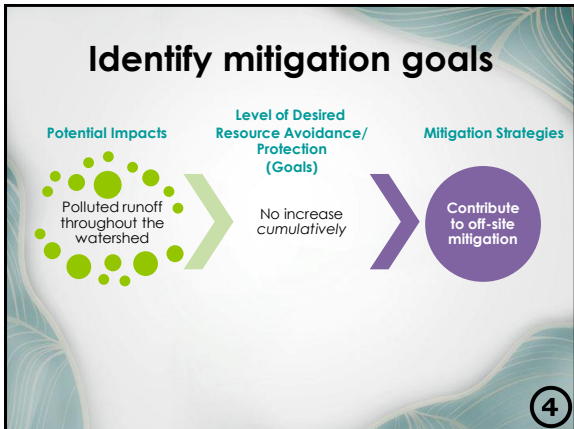 Identify mitigation goals
Potential Impacts
Level of Desired
Resource Avoidance/
Protection
(Goals)
Mitigation Strategies
Polluted runoff
throughout the
watershed
No increase
cumulatively
Contribute
to off-site
mitigation
4